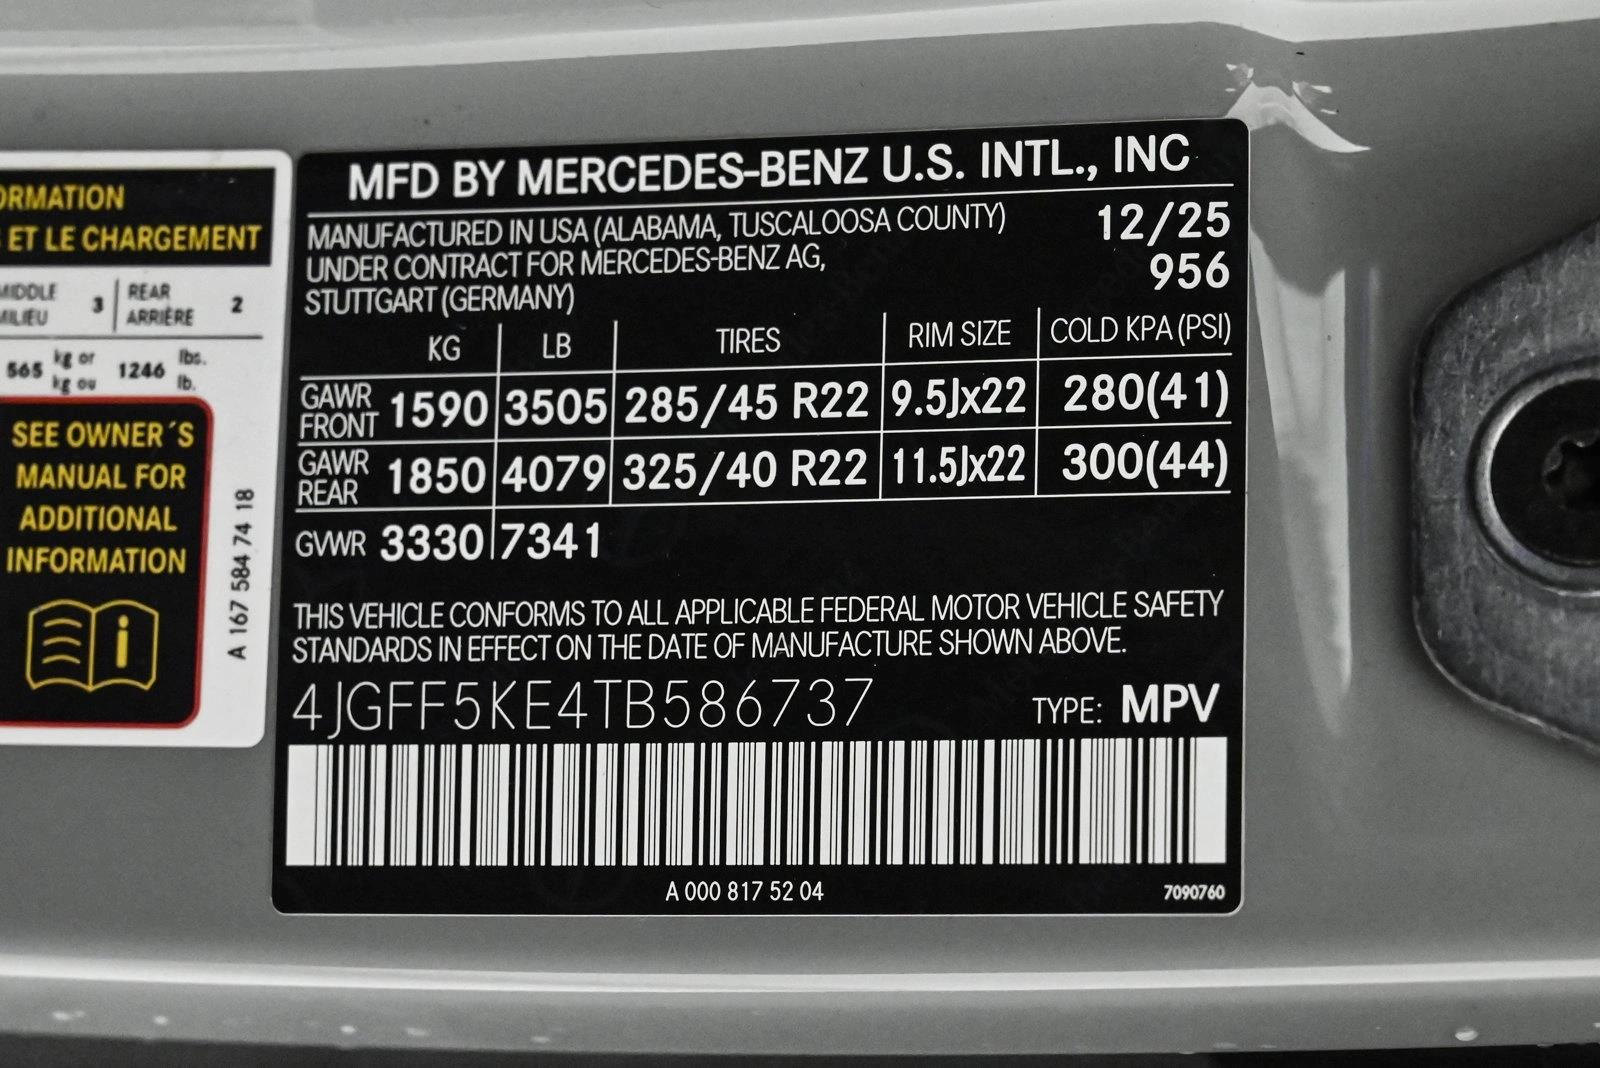 ORMATION
ET LE CHARGEMENT
MIDDLE
MILIEU
3
REAR
ARRIÈRE
2
565 kg or 1246 lbs.
kg ou lb.
SEE OWNER´S
MANUAL FOR
ADDITIONAL
INFORMATION
i
A 167 584 74 18
MFD BY MERCEDES-BENZ U.S. INTL., INC
MANUFACTURED IN USA (ALABAMA, TUSCALOOSA COUNTY) 12/25
UNDER CONTRACT FOR MERCEDES-BENZ AG, 956
STUTTGART (GERMANY)
KG LB TIRES RIM SIZE COLD KPA (PSI)
GAWR FRONT 1590 3505 285/45 R22 9.5Jx22 280(41)
GAWR REAR 1850 4079 325/40 R22 11.5Jx22 300(44)
GVWR 3330 7341
THIS VEHICLE CONFORMS TO ALL APPLICABLE FEDERAL MOTOR VEHICLE SAFETY
STANDARDS IN EFFECT ON THE DATE OF MANUFACTURE SHOWN ABOVE.
4JGFF5KE4TB586737 TYPE: MPV
A 000 817 52 04 7090760